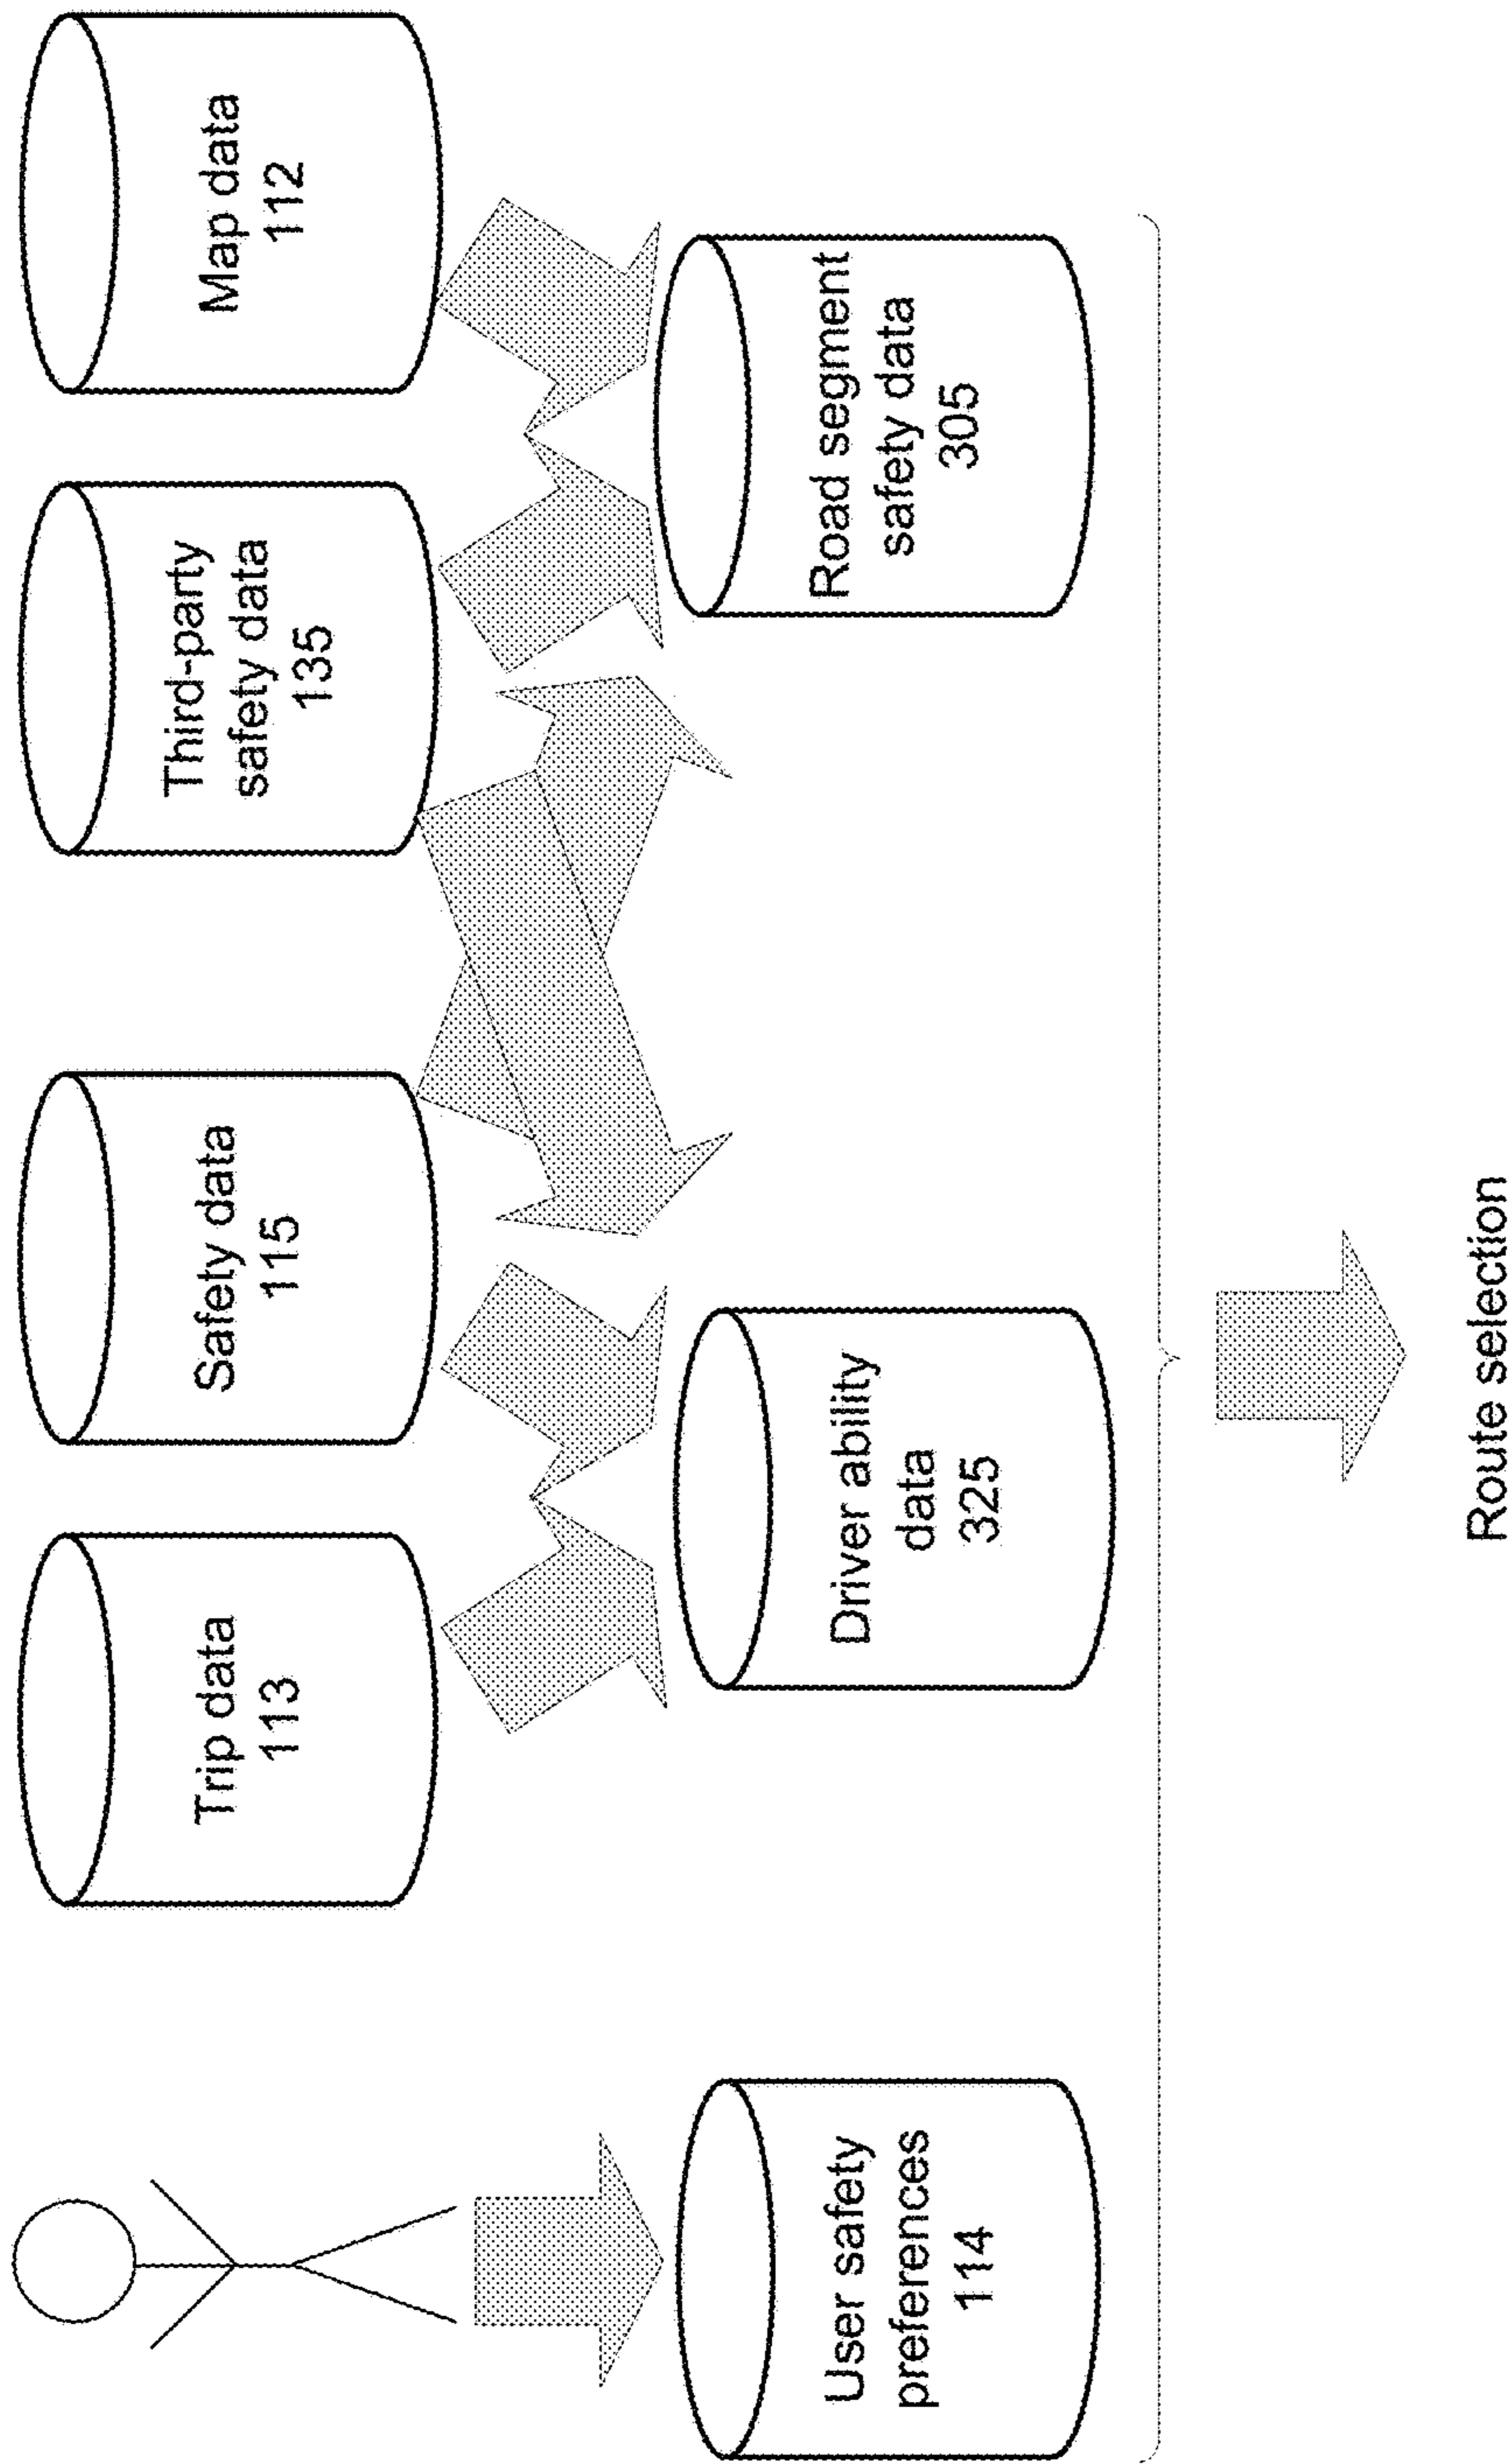 Trip data
113
Safety data
115
Third-party
safety data
135
Map data
112
User safety
preferences
114
Driver ability
data
325
Road segment
safety data
305
Route selection